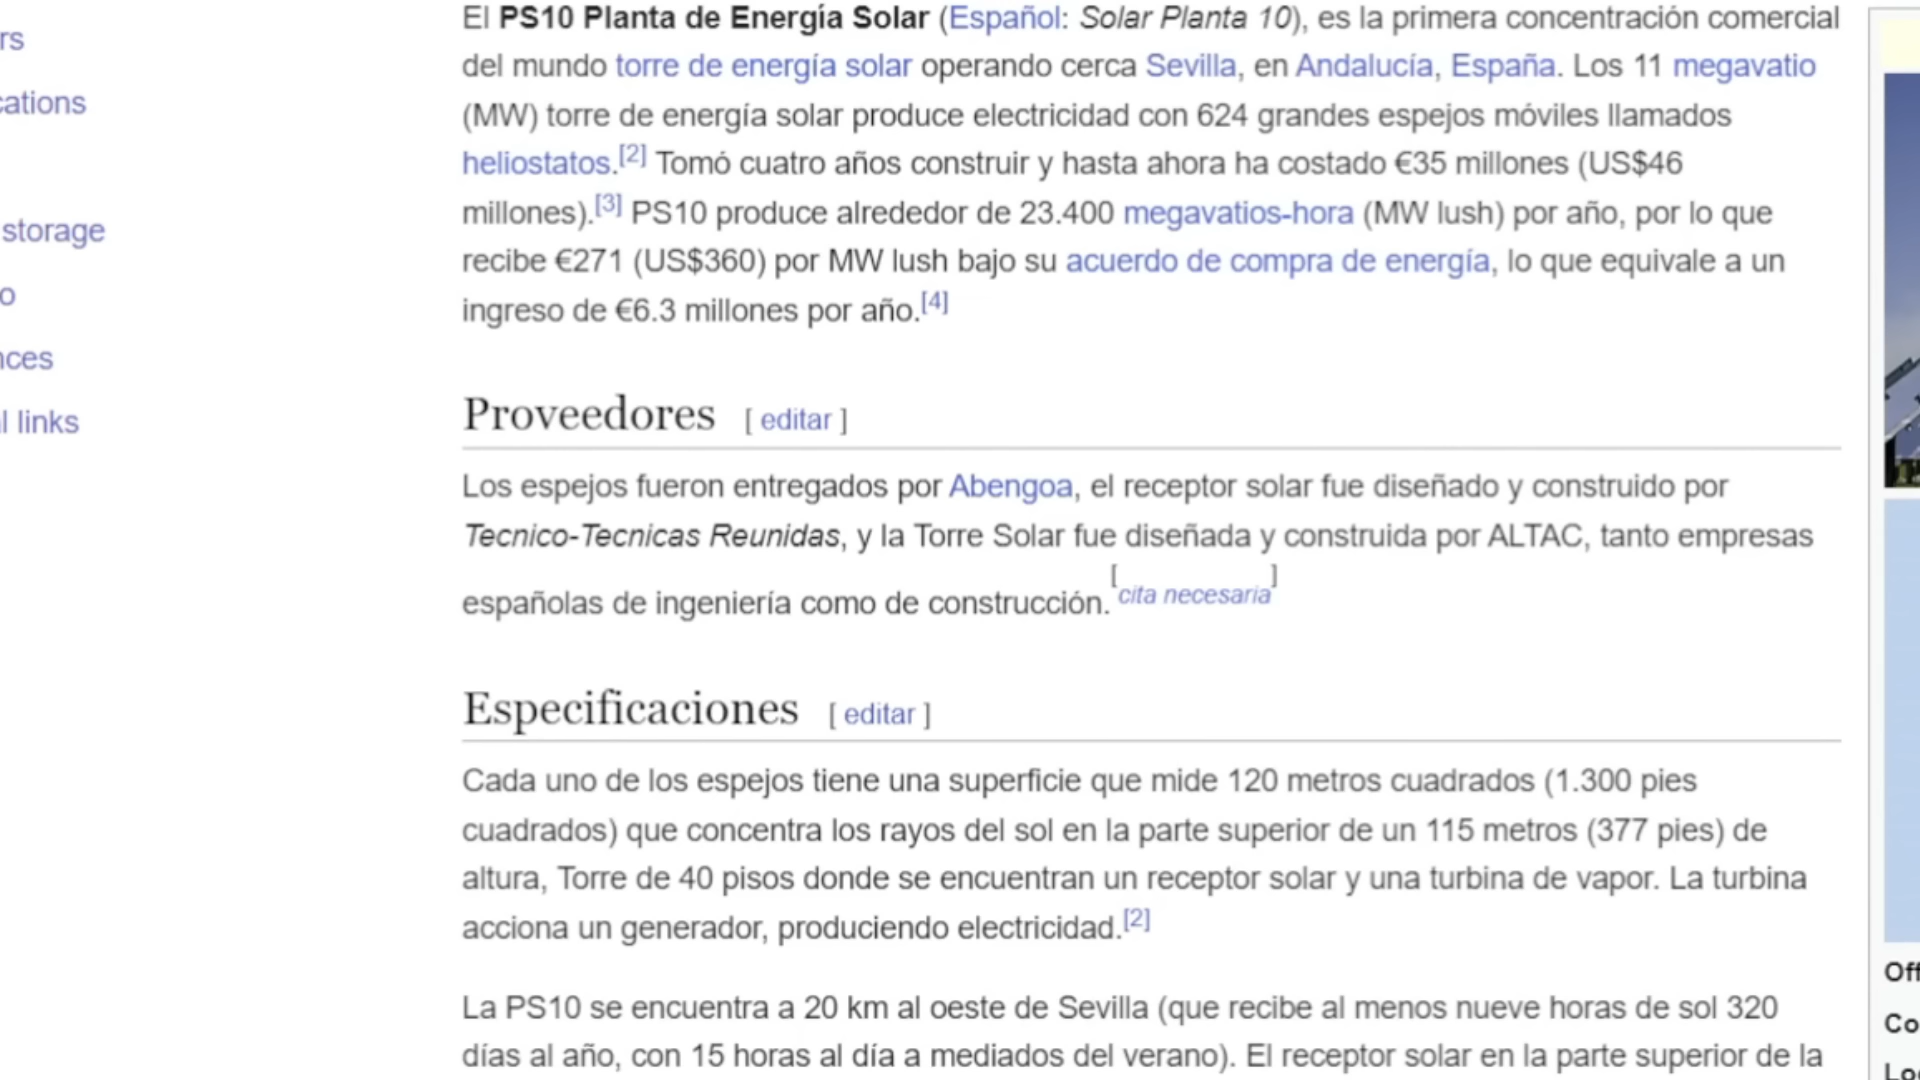 rs
cations
storage
o
nces
l links
El PS10 Planta de Energía Solar (Español: Solar Planta 10), es la primera concentración comercial
del mundo torre de energía solar operando cerca Sevilla, en Andalucía, España. Los 11 megavatio
(MW) torre de energía solar produce electricidad con 624 grandes espejos móviles llamados
heliostatos.[2] Tomó cuatro años construir y hasta ahora ha costado €35 millones (US$46
millones).[3] PS10 produce alrededor de 23.400 megavatios-hora (MW lush) por año, por lo que
recibe €271 (US$360) por MW lush bajo su acuerdo de compra de energía, lo que equivale a un
ingreso de €6.3 millones por año.[4]
Proveedores [ editar ]
Los espejos fueron entregados por Abengoa, el receptor solar fue diseñado y construido por
Tecnico-Tecnicas Reunidas, y la Torre Solar fue diseñada y construida por ALTAC, tanto empresas
españolas de ingeniería como de construcción.[cita necesaria]
Especificaciones [ editar ]
Cada uno de los espejos tiene una superficie que mide 120 metros cuadrados (1.300 pies
cuadrados) que concentra los rayos del sol en la parte superior de un 115 metros (377 pies) de
altura, Torre de 40 pisos donde se encuentran un receptor solar y una turbina de vapor. La turbina
acciona un generador, produciendo electricidad.[2]
La PS10 se encuentra a 20 km al oeste de Sevilla (que recibe al menos nueve horas de sol 320
días al año, con 15 horas al día a mediados del verano). El receptor solar en la parte superior de la
Off
Co
Loc